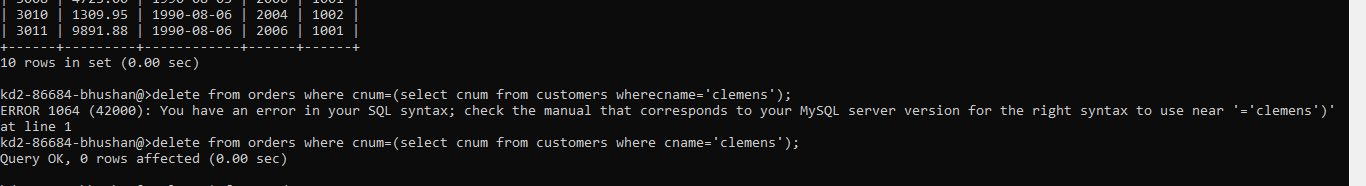 | 3010 | 1309.95 | 1990-08-06 | 2004 | 1002 |
| 3011 | 9891.88 | 1990-08-06 | 2006 | 1001 |
+------+---------+------------+------+------+
10 rows in set (0.00 sec)
kd2-86684-bhushan@>delete from orders where cnum=(select cnum from customers wherecname='clemens');
ERROR 1064 (42000): You have an error in your SQL syntax; check the manual that corresponds to your MySQL server version for the right syntax to use near '='clemens')'
at line 1
kd2-86684-bhushan@>delete from orders where cnum=(select cnum from customers where cname='clemens');
Query OK, 0 rows affected (0.00 sec)